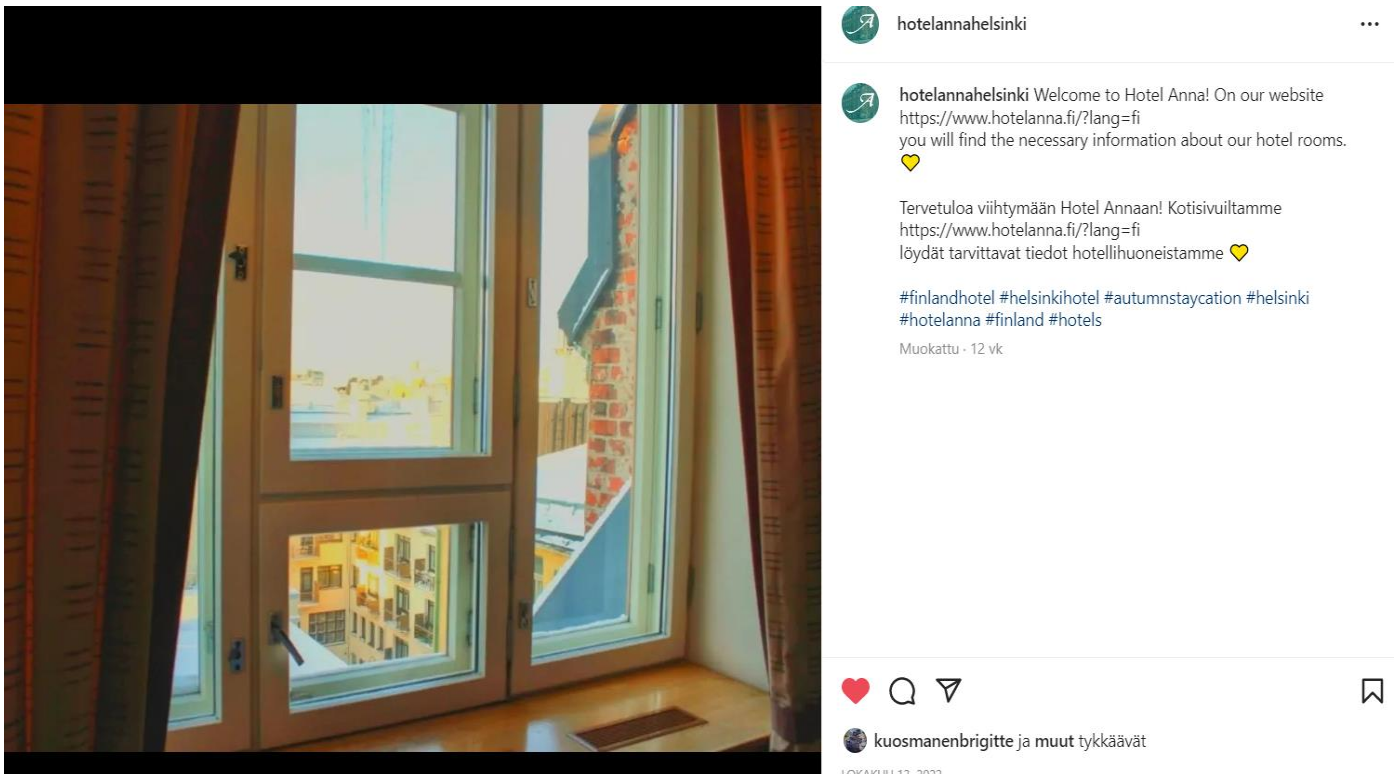 hotelannahelsinki
hotelannahelsinki Welcome to Hotel Anna! On our website
https://www.hotelanna.fi/?lang=fi
you will find the necessary information about our hotel rooms.
💛
Tervetuloa viihtymään Hotel Annaan! Kotisivuiltamme
https://www.hotelanna.fi/?lang=fi
löydät tarvittavat tiedot hotellihuoneistamme 💛
#finlandhotel #helsinkihotel #autumnstaycation #helsinki
#hotelanna #finland #hotels
Muokattu · 12 vk
kuosmanenbrigitte ja muut tykkäävät